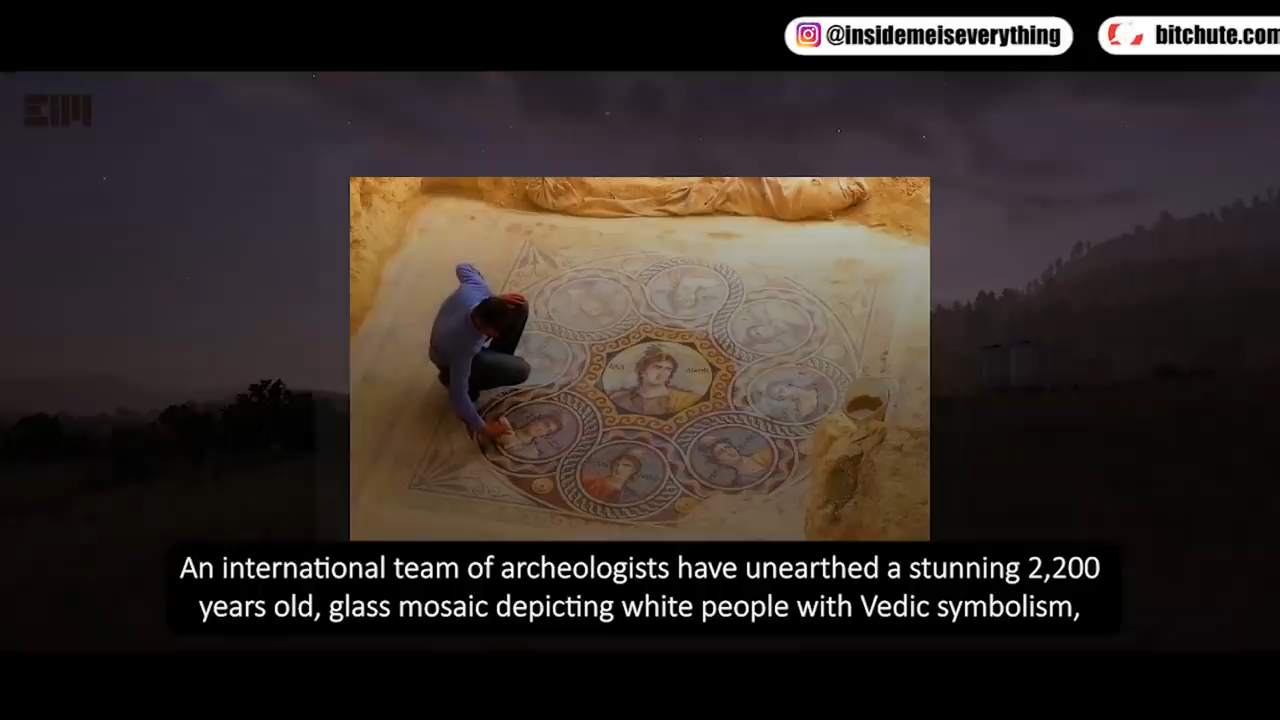 @insidemeiseverything
bitchute.com
EIM
An international team of archeologists have unearthed a stunning 2,200
years old, glass mosaic depicting white people with Vedic symbolism,